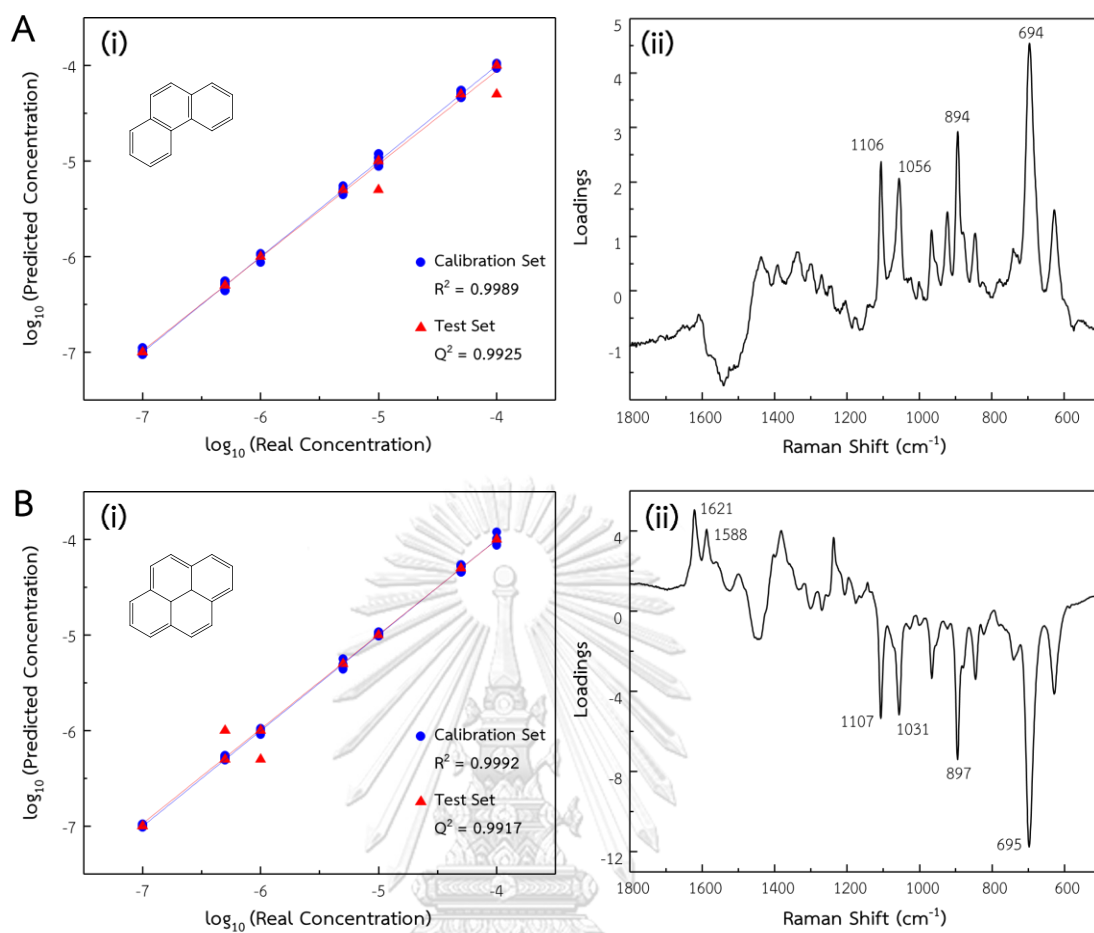 A
(i)
-4
-5
-6
-7
log10 (Predicted Concentration)
Calibration Set
R² = 0.9989
Test Set
Q² = 0.9925
-7 -6 -5 -4
log10 (Real Concentration)
(ii)
5
4
3
2
1
0
-1
Loadings
694
894
1106
1056
1800 1600 1400 1200 1000 800 600
Raman Shift (cm⁻¹)
B
(i)
-4
-5
-6
-7
log10 (Predicted Concentration)
Calibration Set
R² = 0.9992
Test Set
Q² = 0.9917
-7 -6 -5 -4
log10 (Real Concentration)
(ii)
4
0
-4
-8
-12
Loadings
1621
1588
1107
1031
897
695
1800 1600 1400 1200 1000 800 600
Raman Shift (cm⁻¹)